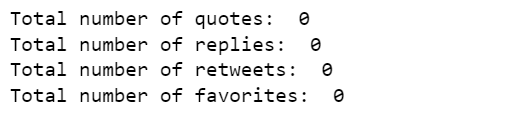 Total number of quotes:  0
Total number of replies:  0
Total number of retweets:  0
Total number of favorites:  0